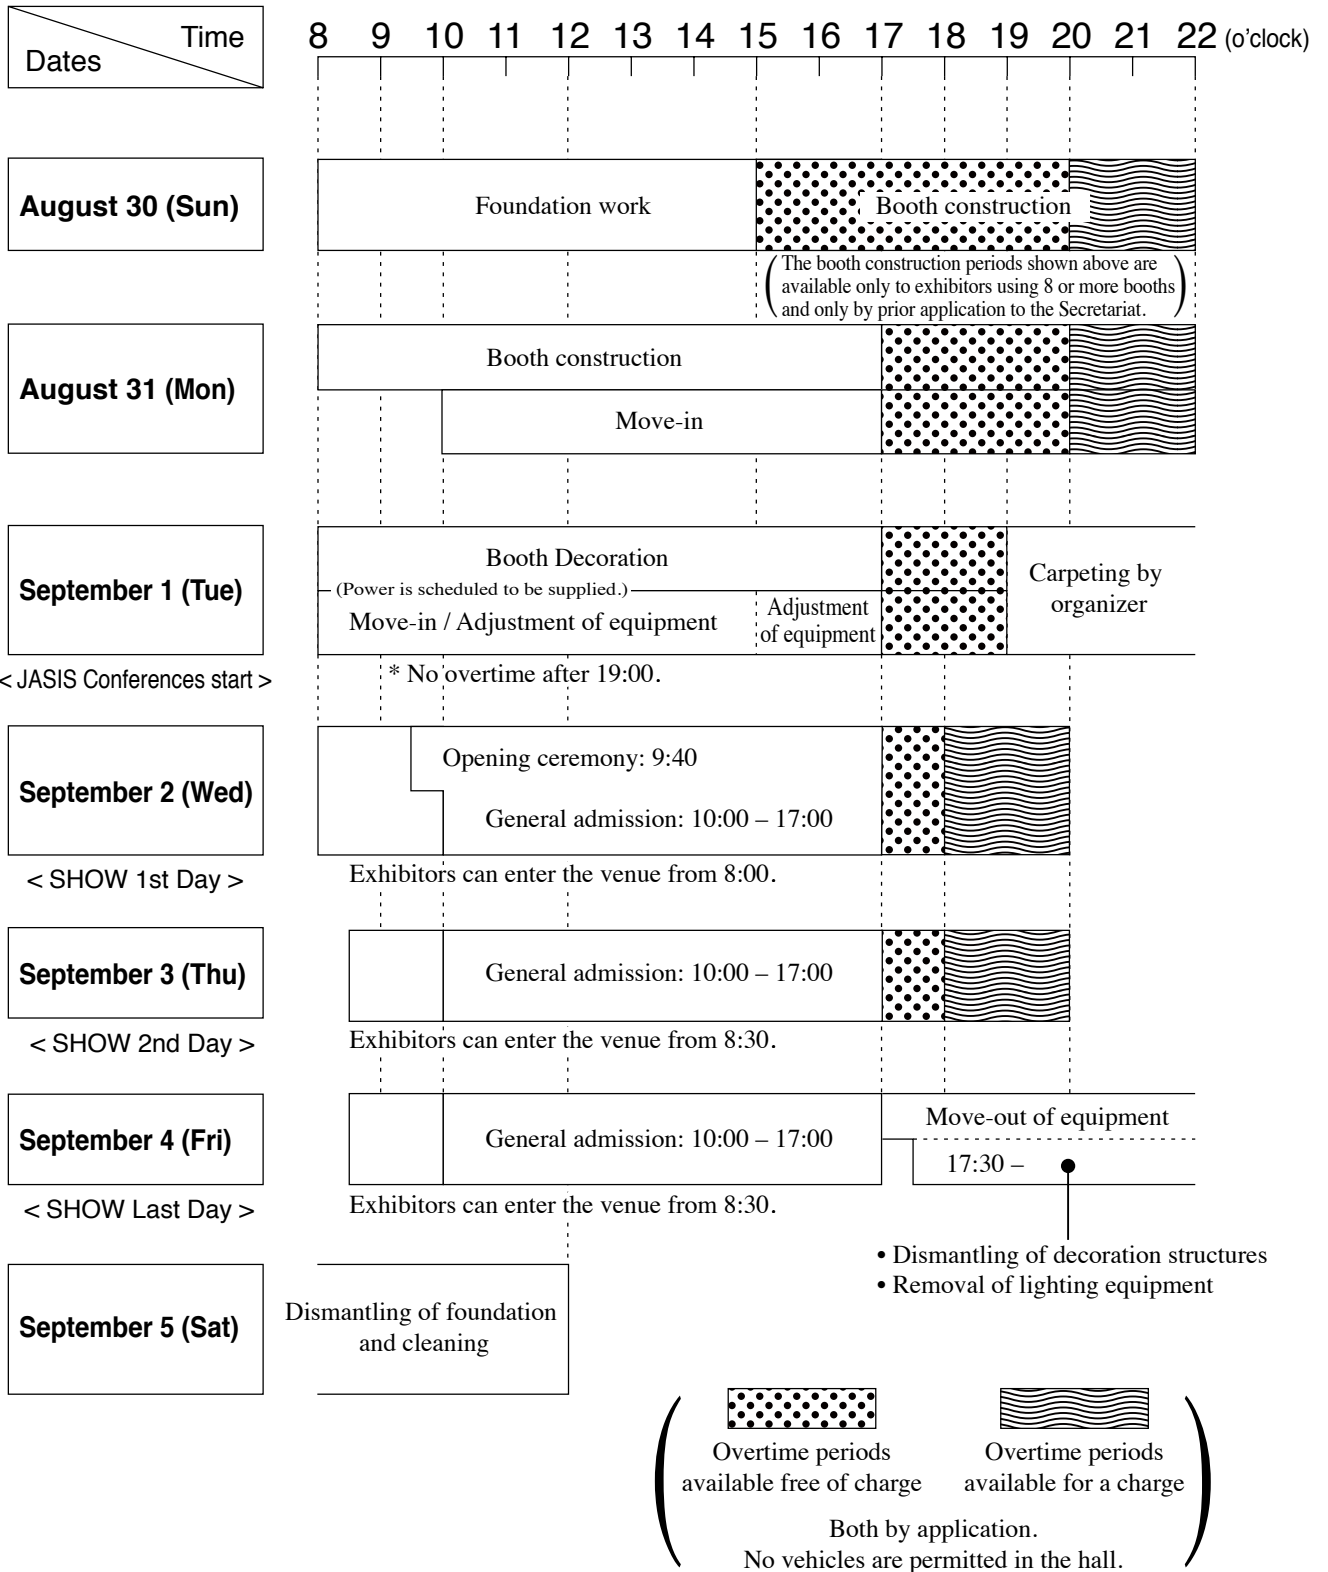 Time
Dates
8 9 10 11 12 13 14 15 16 17 18 19 20 21 22 (o'clock)
August 30 (Sun)
Foundation work
Booth construction
The booth construction periods shown above are
available only to exhibitors using 8 or more booths
and only by prior application to the Secretariat.
August 31 (Mon)
Booth construction
Move-in
September 1 (Tue)
Booth Decoration
(Power is scheduled to be supplied.)
Move-in / Adjustment of equipment
Adjustment
of equipment
Carpeting by
organizer
< JASIS Conferences start >
* No overtime after 19:00.
September 2 (Wed)
Opening ceremony: 9:40
General admission: 10:00 – 17:00
< SHOW 1st Day >
Exhibitors can enter the venue from 8:00.
September 3 (Thu)
General admission: 10:00 – 17:00
< SHOW 2nd Day >
Exhibitors can enter the venue from 8:30.
September 4 (Fri)
General admission: 10:00 – 17:00
Move-out of equipment
17:30 –
< SHOW Last Day >
Exhibitors can enter the venue from 8:30.
• Dismantling of decoration structures
• Removal of lighting equipment
September 5 (Sat)
Dismantling of foundation
and cleaning
Overtime periods
available free of charge
Overtime periods
available for a charge
Both by application.
No vehicles are permitted in the hall.